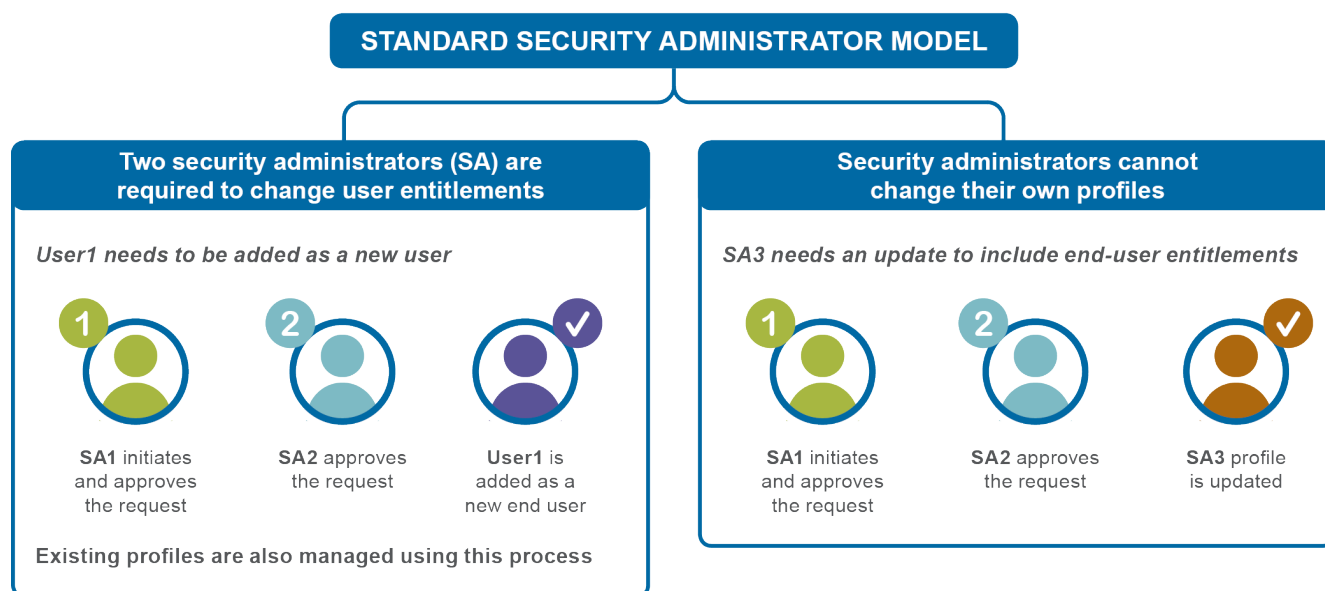 STANDARD SECURITY ADMINISTRATOR MODEL
Two security administrators (SA) are
required to change user entitlements
User1 needs to be added as a new user
1
2
SA1 initiates
and approves
the request
SA2 approves
the request
User1 is
added as a
new end user
Existing profiles are also managed using this process
Security administrators cannot
change their own profiles
SA3 needs an update to include end-user entitlements
1
2
SA1 initiates
and approves
the request
SA2 approves
the request
SA3 profile
is updated